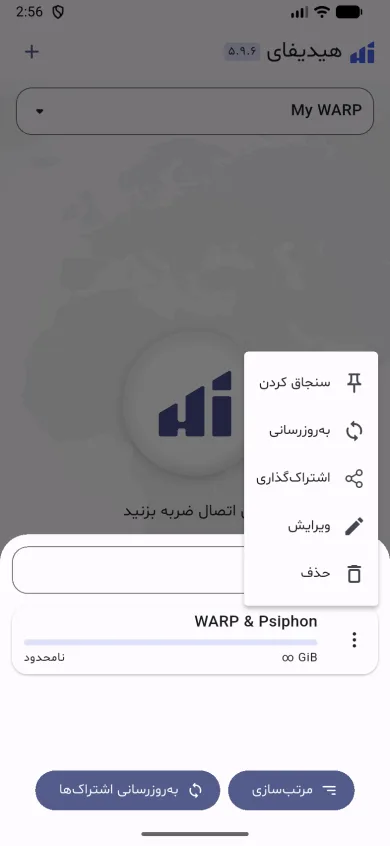 2:56
هیدیفای ۵.۹.۶
My WARP
سنجاق کردن
به‌روزرسانی
اشتراک‌گذاری
ویرایش
حذف
اتصال ضربه بزنید
WARP & Psiphon
∞ GiB
نامحدود
مرتب‌سازی
به‌روزرسانی اشتراک‌ها